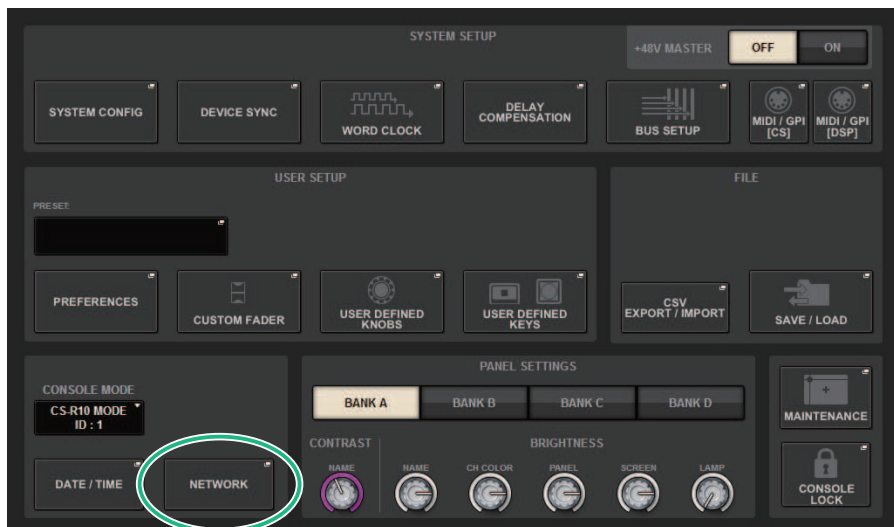 SYSTEM SETUP
+48V MASTER
OFF
ON
SYSTEM CONFIG
DEVICE SYNC
WORD CLOCK
DELAY
COMPENSATION
BUS SETUP
MIDI / GPI
[CS]
MIDI / GPI
[DSP]
USER SETUP
PRESET
PREFERENCES
CUSTOM FADER
USER DEFINED
KNOBS
USER DEFINED
KEYS
FILE
CSV
EXPORT / IMPORT
SAVE / LOAD
CONSOLE MODE
CS-R10 MODE
ID : 1
DATE / TIME
NETWORK
PANEL SETTINGS
BANK A
BANK B
BANK C
BANK D
CONTRAST
BRIGHTNESS
NAME
NAME
CH COLOR
PANEL
SCREEN
LAMP
MAINTENANCE
CONSOLE
LOCK